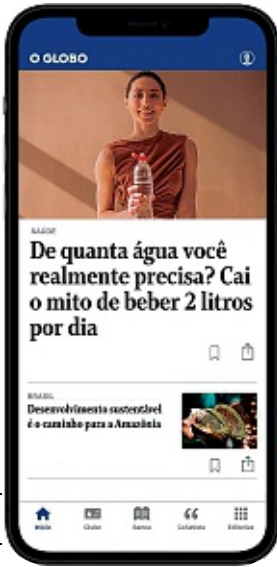 O GLOBO
SAÚDE
De quanta água você
realmente precisa? Cai
o mito de beber 2 litros
por dia
BRASIL
Desenvolvimento sustentável
é o caminho para a Amazônia
Início
Clube
Banca
Colunistas
Editorias